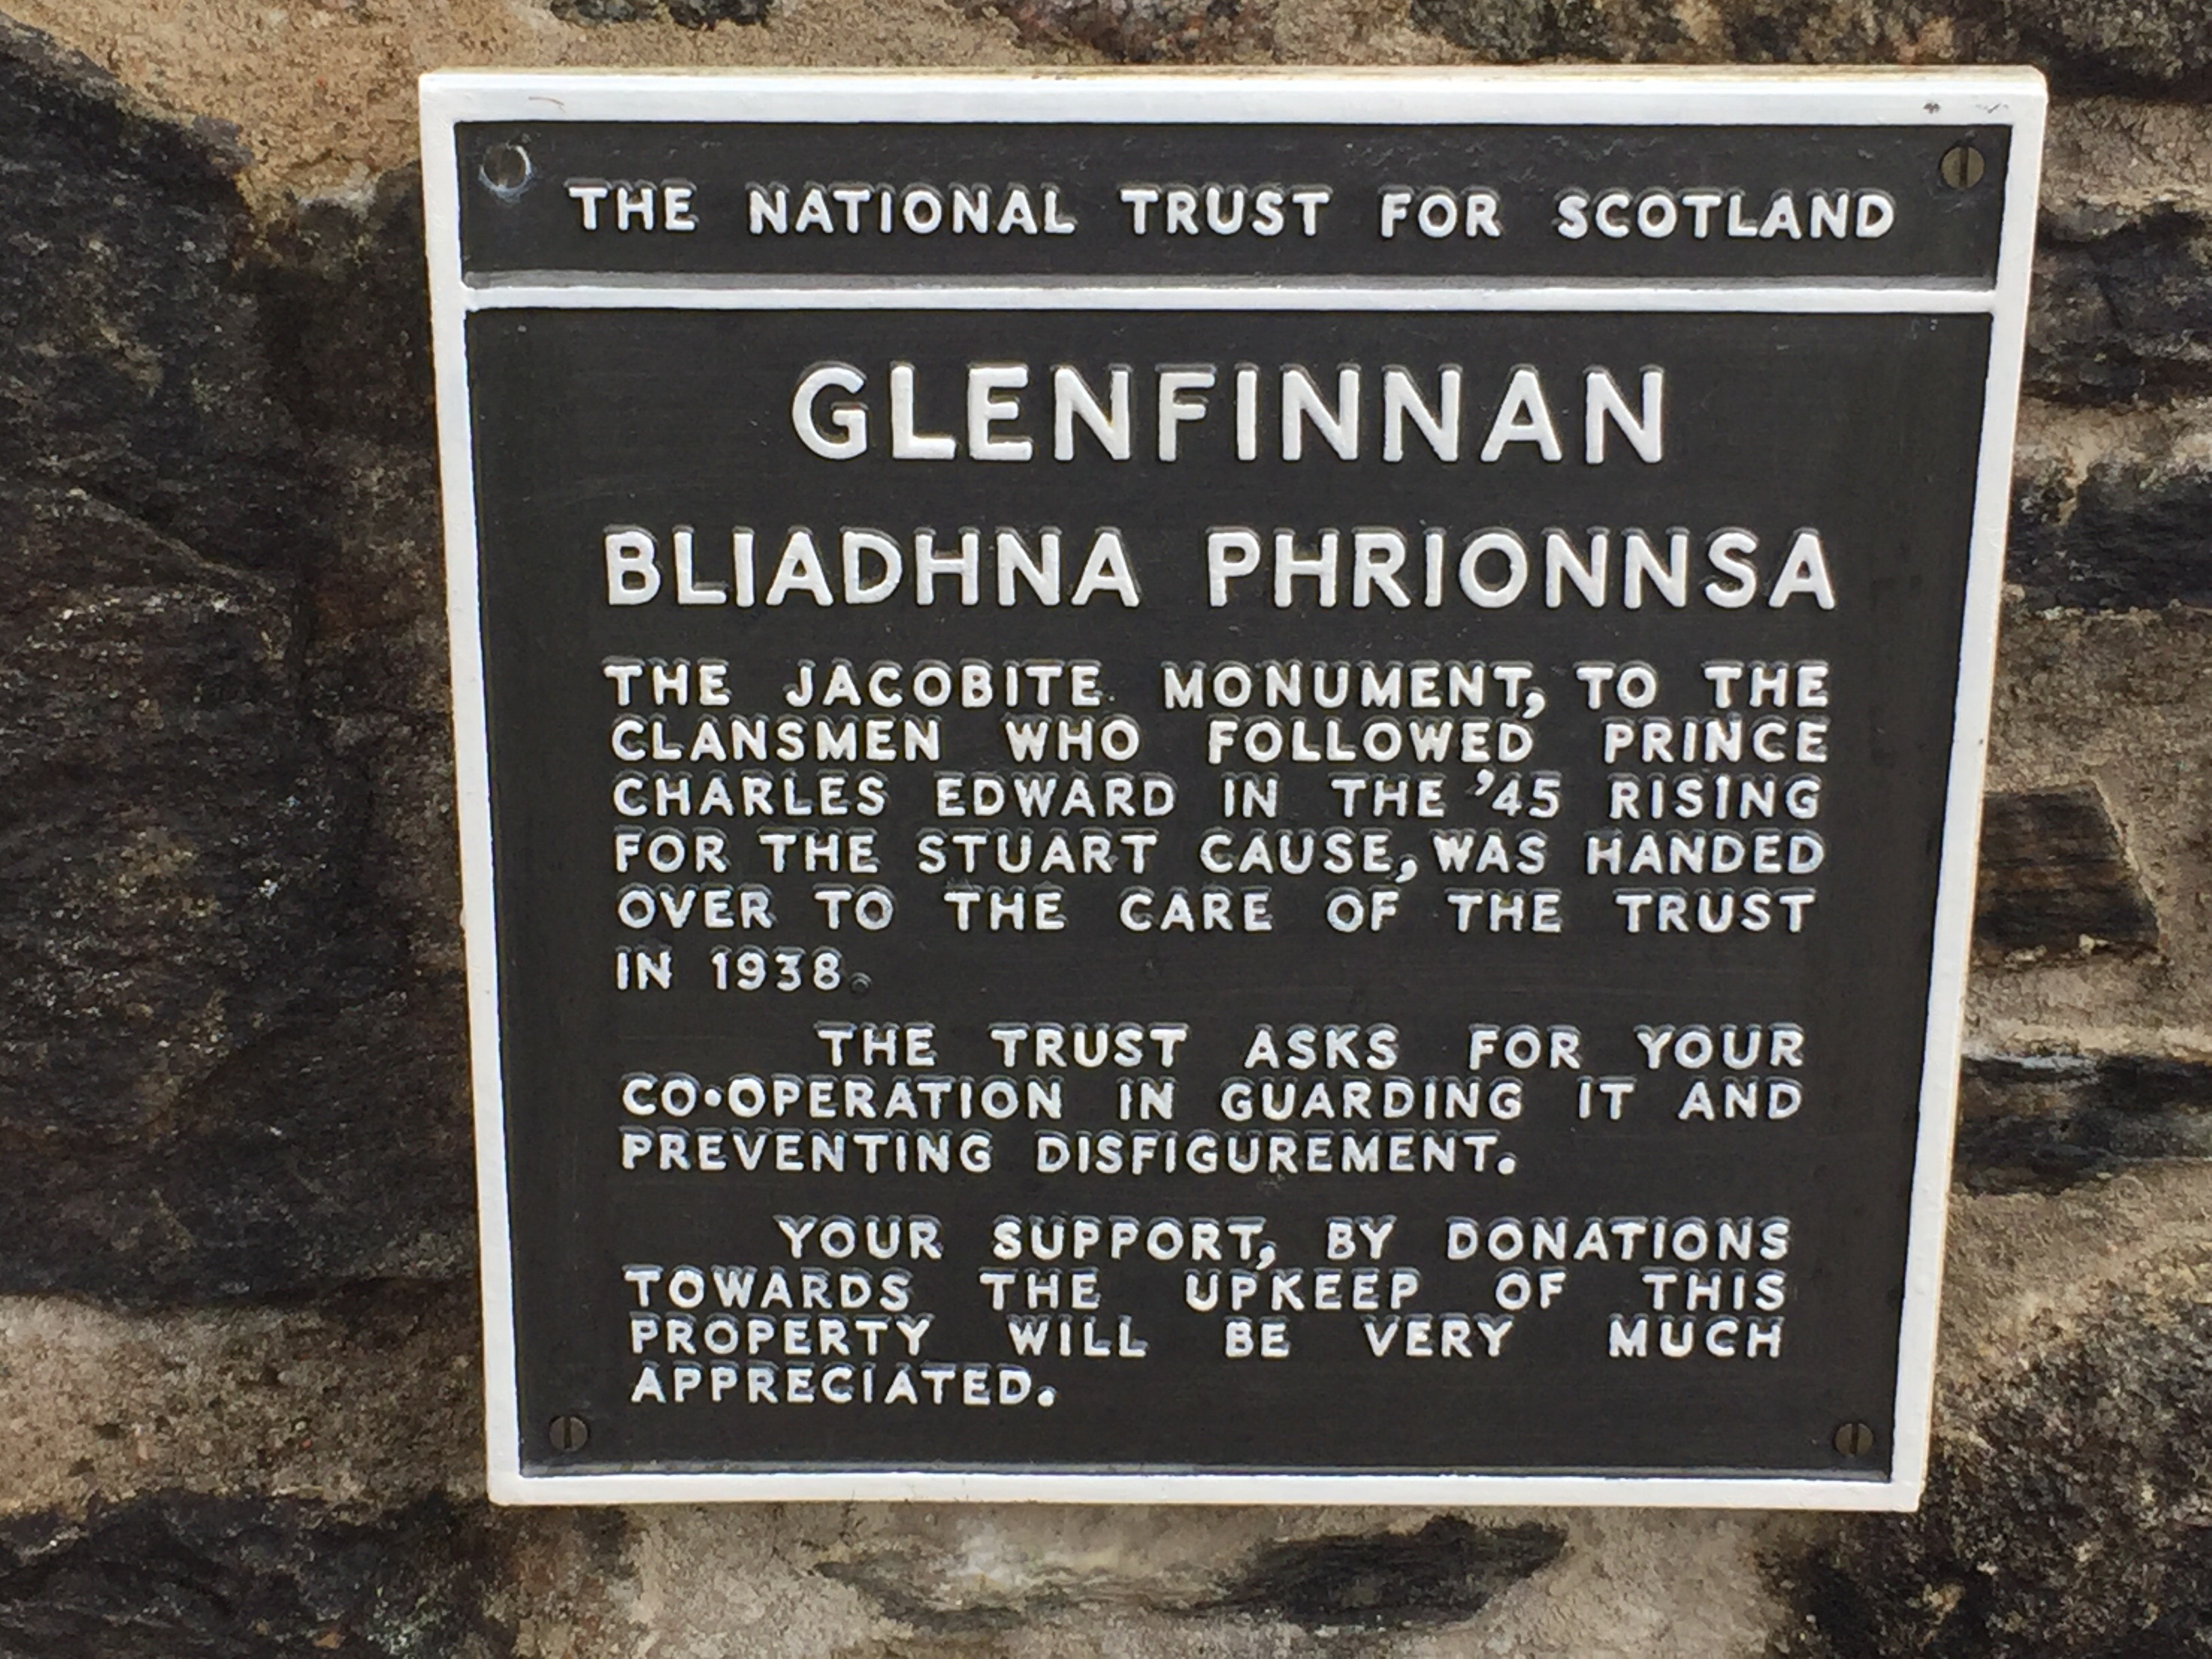 THE NATIONAL TRUST FOR SCOTLAND
GLENFINNAN
BLIADHNA PHRIONNSA
THE JACOBITE MONUMENT, TO THE
CLANSMEN WHO FOLLOWED PRINCE
CHARLES EDWARD IN THE '45 RISING
FOR THE STUART CAUSE, WAS HANDED
OVER TO THE CARE OF THE TRUST
IN 1938.
THE TRUST ASKS FOR YOUR
CO•OPERATION IN GUARDING IT AND
PREVENTING DISFIGUREMENT.
YOUR SUPPORT, BY DONATIONS
TOWARDS THE UPKEEP OF THIS
PROPERTY WILL BE VERY MUCH
APPRECIATED.